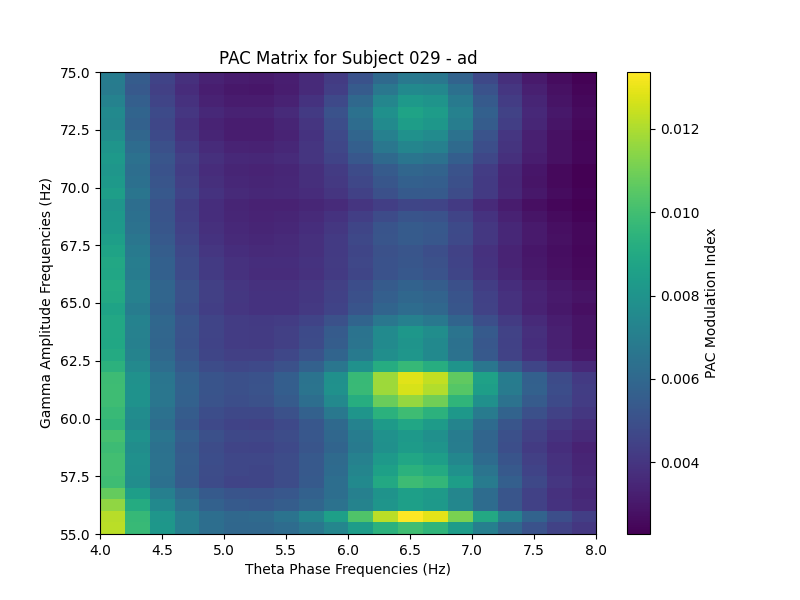 PAC Matrix for Subject 029 - ad
75.0
72.5
70.0
67.5
65.0
62.5
60.0
57.5
55.0
Gamma Amplitude Frequencies (Hz)
4.0 4.5 5.0 5.5 6.0 6.5 7.0 7.5 8.0
Theta Phase Frequencies (Hz)
0.012
0.010
0.008
0.006
0.004
PAC Modulation Index